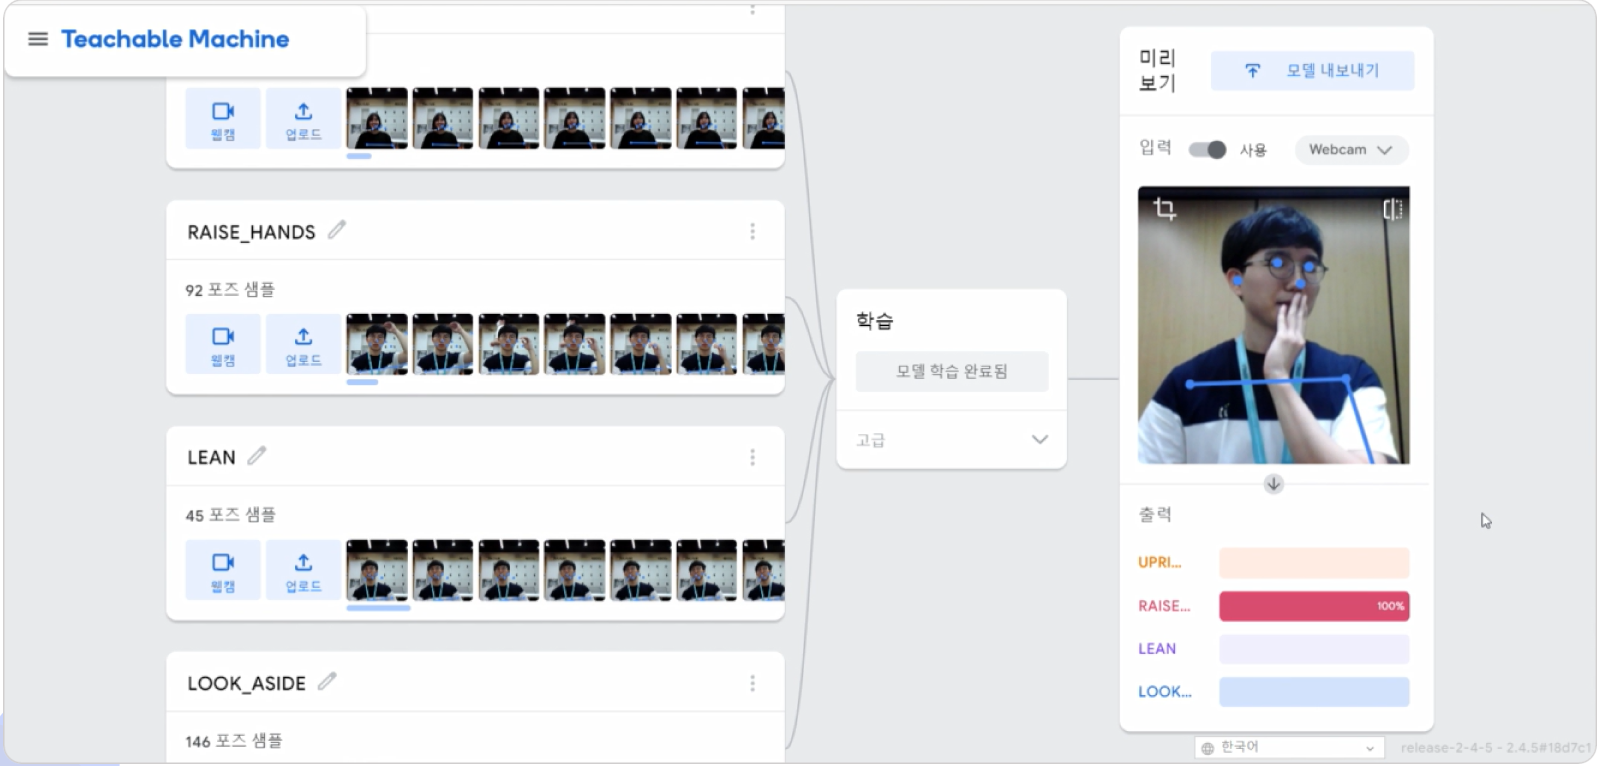 Teachable Machine
웹캠
업로드
RAISE_HANDS
92 포즈 샘플
웹캠
업로드
LEAN
45 포즈 샘플
웹캠
업로드
LOOK_ASIDE
146 포즈 샘플
학습
모델 학습 완료됨
고급
미리
보기
모델 내보내기
입력
사용
Webcam
출력
UPRI...
RAISE...
100%
LEAN
LOOK...
한국어
release-2-4-5 - 2.4.5#18d7c1